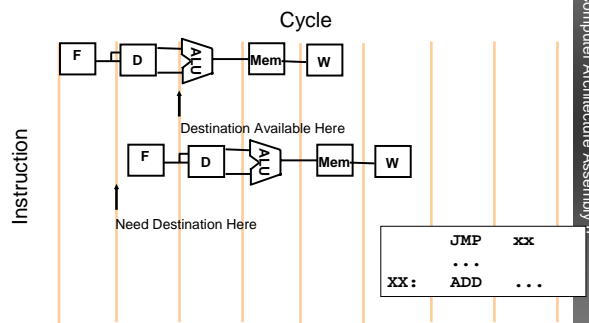 Cycle
F D ALU Mem W
Destination Available Here
F D ALU Mem W
Need Destination Here
Instruction
JMP xx
...
XX: ADD ...
Computer Architecture Assembly